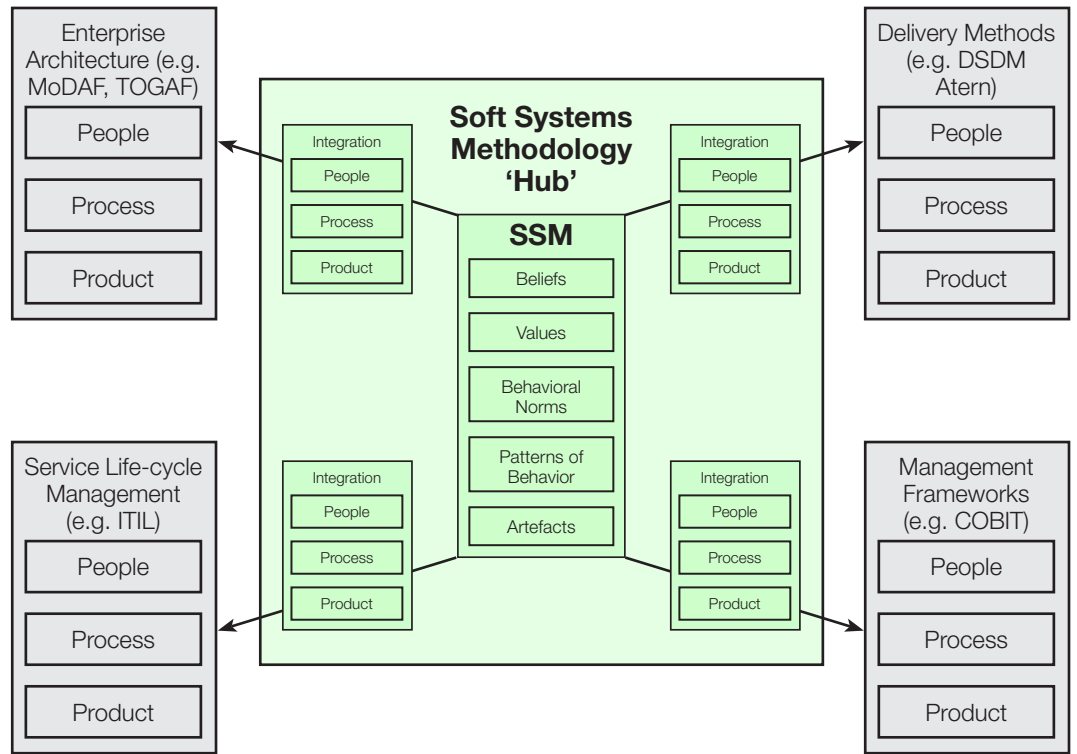 Enterprise
Architecture (e.g.
MoDAF, TOGAF)
People
Process
Product
Delivery Methods
(e.g. DSDM
Atern)
People
Process
Product
Soft Systems
Methodology
‘Hub’
Integration
People
Process
Product
Integration
People
Process
Product
SSM
Beliefs
Values
Behavioral
Norms
Patterns of
Behavior
Artefacts
Integration
People
Process
Product
Integration
People
Process
Product
Service Life-cycle
Management
(e.g. ITIL)
People
Process
Product
Management
Frameworks
(e.g. COBIT)
People
Process
Product